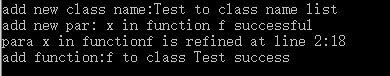 add new class name:Test to class name list
add new par: x in function f successful
para x in functionf is refined at line 2:18
add function:f to class Test success